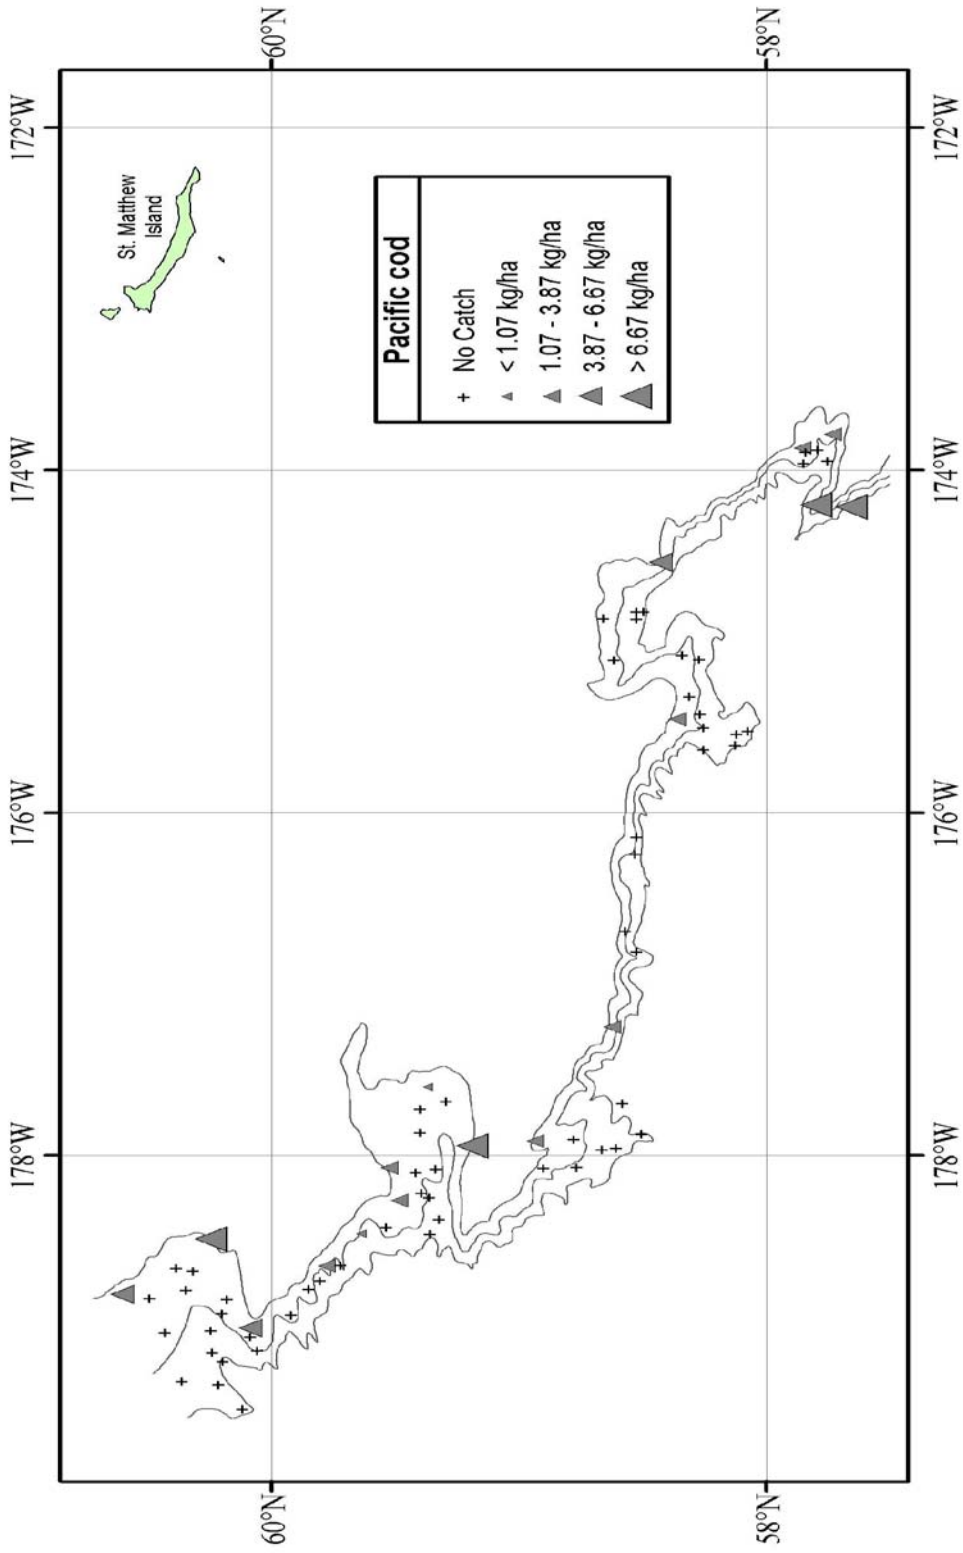 60°N
58°N
172°W
172°W
St. Matthew
Island
Pacific cod
No Catch
< 1.07 kg/ha
1.07 - 3.87 kg/ha
3.87 - 6.67 kg/ha
> 6.67 kg/ha
174°W
174°W
176°W
176°W
178°W
178°W
60°N
58°N